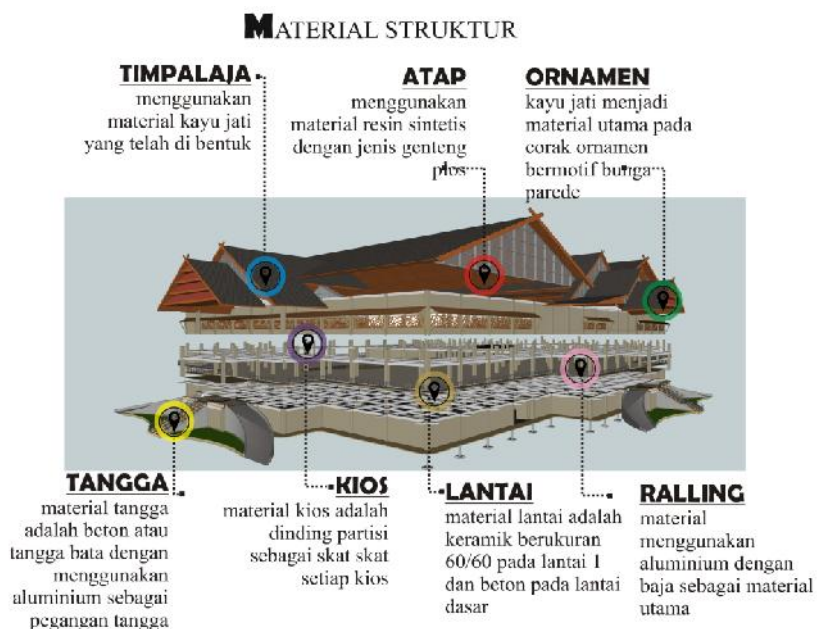 MATERIAL STRUKTUR
TIMPALAJA
menggunakan
material kayu jati
yang telah di bentuk
ATAP
menggunakan
material resin sintetis
dengan jenis genteng
plos
ORNAMEN
kayu jati menjadi
material utama pada
corak ornamen
bermotif bunga
parede
TANGGA
material tangga
adalah beton atau
tangga bata dengan
menggunakan
aluminium sebagai
pegangan tangga
KIOS
material kios adalah
dinding partisi
sebagai skat skat
setiap kios
LANTAI
material lantai adalah
keramik berukuran
60/60 pada lantai 1
dan beton pada lantai
dasar
RALLING
material
menggunakan
aluminium dengan
baja sebagai material
utama